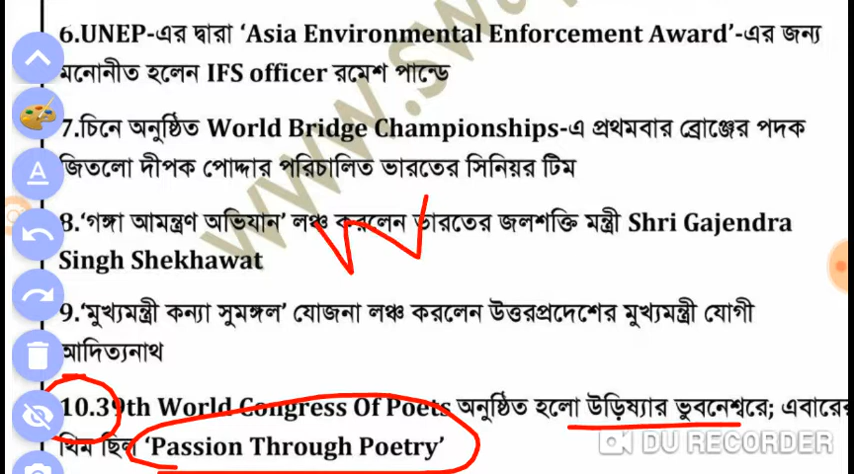 6.UNEP-এর দ্বারা ‘Asia Environmental Enforcement Award’-এর জন্য
মনোনীত হলেন IFS officer রমেশ পান্ডে
7.চিনে অনুষ্ঠিত World Bridge Championships-এ প্রথমবার ব্রোঞ্জের পদক
জিতলো দীপক পোদ্দার পরিচালিত ভারতের সিনিয়র টিম
8.‘গঙ্গা আমন্ত্রণ অভিযান’ লঞ্চ করলেন ভারতের জলশক্তি মন্ত্রী Shri Gajendra
Singh Shekhawat
9.‘মুখ্যমন্ত্রী কন্যা সুমঙ্গল’ যোজনা লঞ্চ করলেন উত্তরপ্রদেশের মুখ্যমন্ত্রী যোগী
আদিত্যনাথ
10.39th World Congress Of Poets অনুষ্ঠিত হলো উড়িষ্যার ভুবনেশ্বরে; এবারের
থিম ছিল ‘Passion Through Poetry’
DU RECORDER